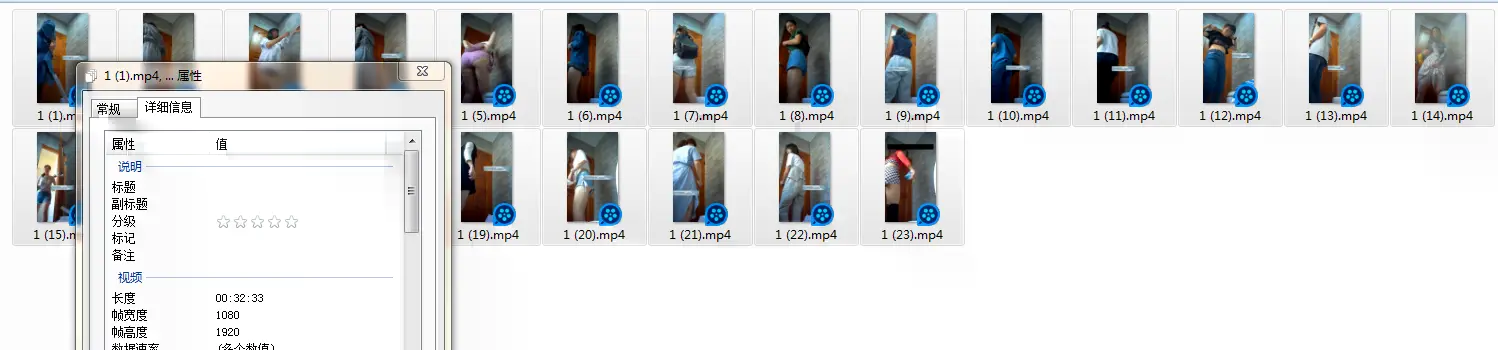 1 (1).mp4, ... 属性
常规
详细信息
属性
值
说明
标题
副标题
分级
标记
备注
视频
长度
00:32:33
帧宽度
1080
帧高度
1920
数据速率
(多个数值)
1 (1).m
1 (5).mp4
1 (6).mp4
1 (7).mp4
1 (8).mp4
1 (9).mp4
1 (10).mp4
1 (11).mp4
1 (12).mp4
1 (13).mp4
1 (14).mp4
1 (15).m
1 (19).mp4
1 (20).mp4
1 (21).mp4
1 (22).mp4
1 (23).mp4